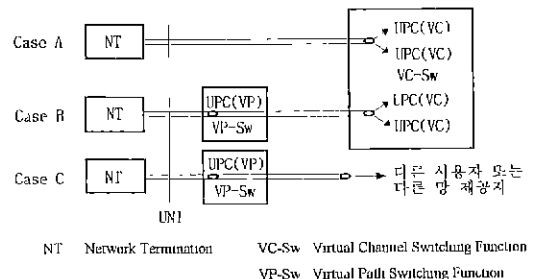 UPC(VC)
Case A NT
UPC(VC)
VC-Sw
UPC(VP) UPC(VC)
Case B NT
VP-Sw UPC(VC)
UPC(VP) 다른 사용자 또는
Case C NT
VP-Sw 다른 망 제공자
UNI
NT Network Termination VC-Sw Virtual Channel Switching Function
VP-Sw Virtual Path Switching Function